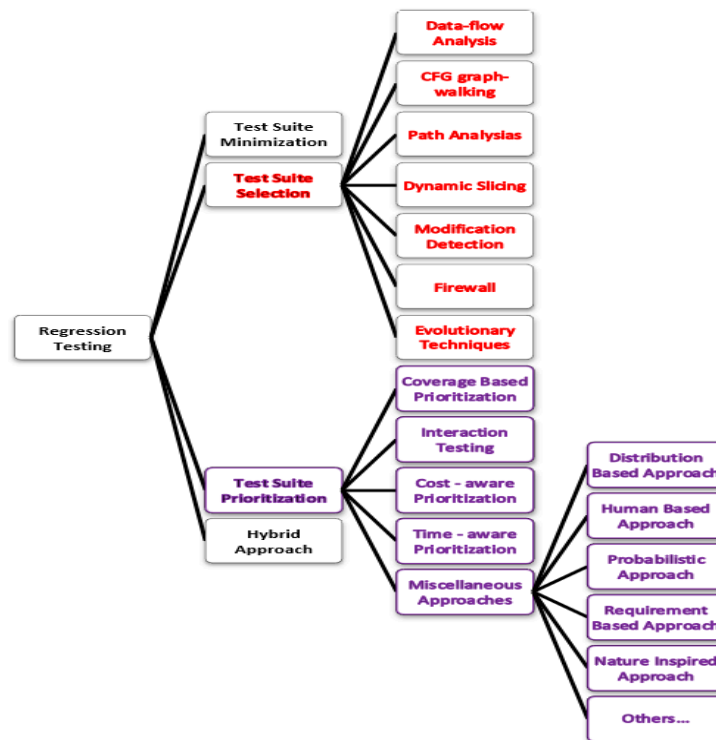 Data-flow
Analysis
CFG graph-
walking
Test Suite
Minimization
Path Analysias
Test Suite
Selection
Dynamic Slicing
Modification
Detection
Firewall
Regression
Testing
Evolutionary
Techniques
Coverage Based
Prioritization
Interaction
Testing
Distribution
Based Approach
Test Suite
Prioritization
Cost - aware
Prioritization
Human Based
Approach
Hybrid
Approach
Time - aware
Prioritization
Probabilistic
Approach
Miscellaneous
Approaches
Requirement
Based Approach
Nature Inspired
Approach
Others...